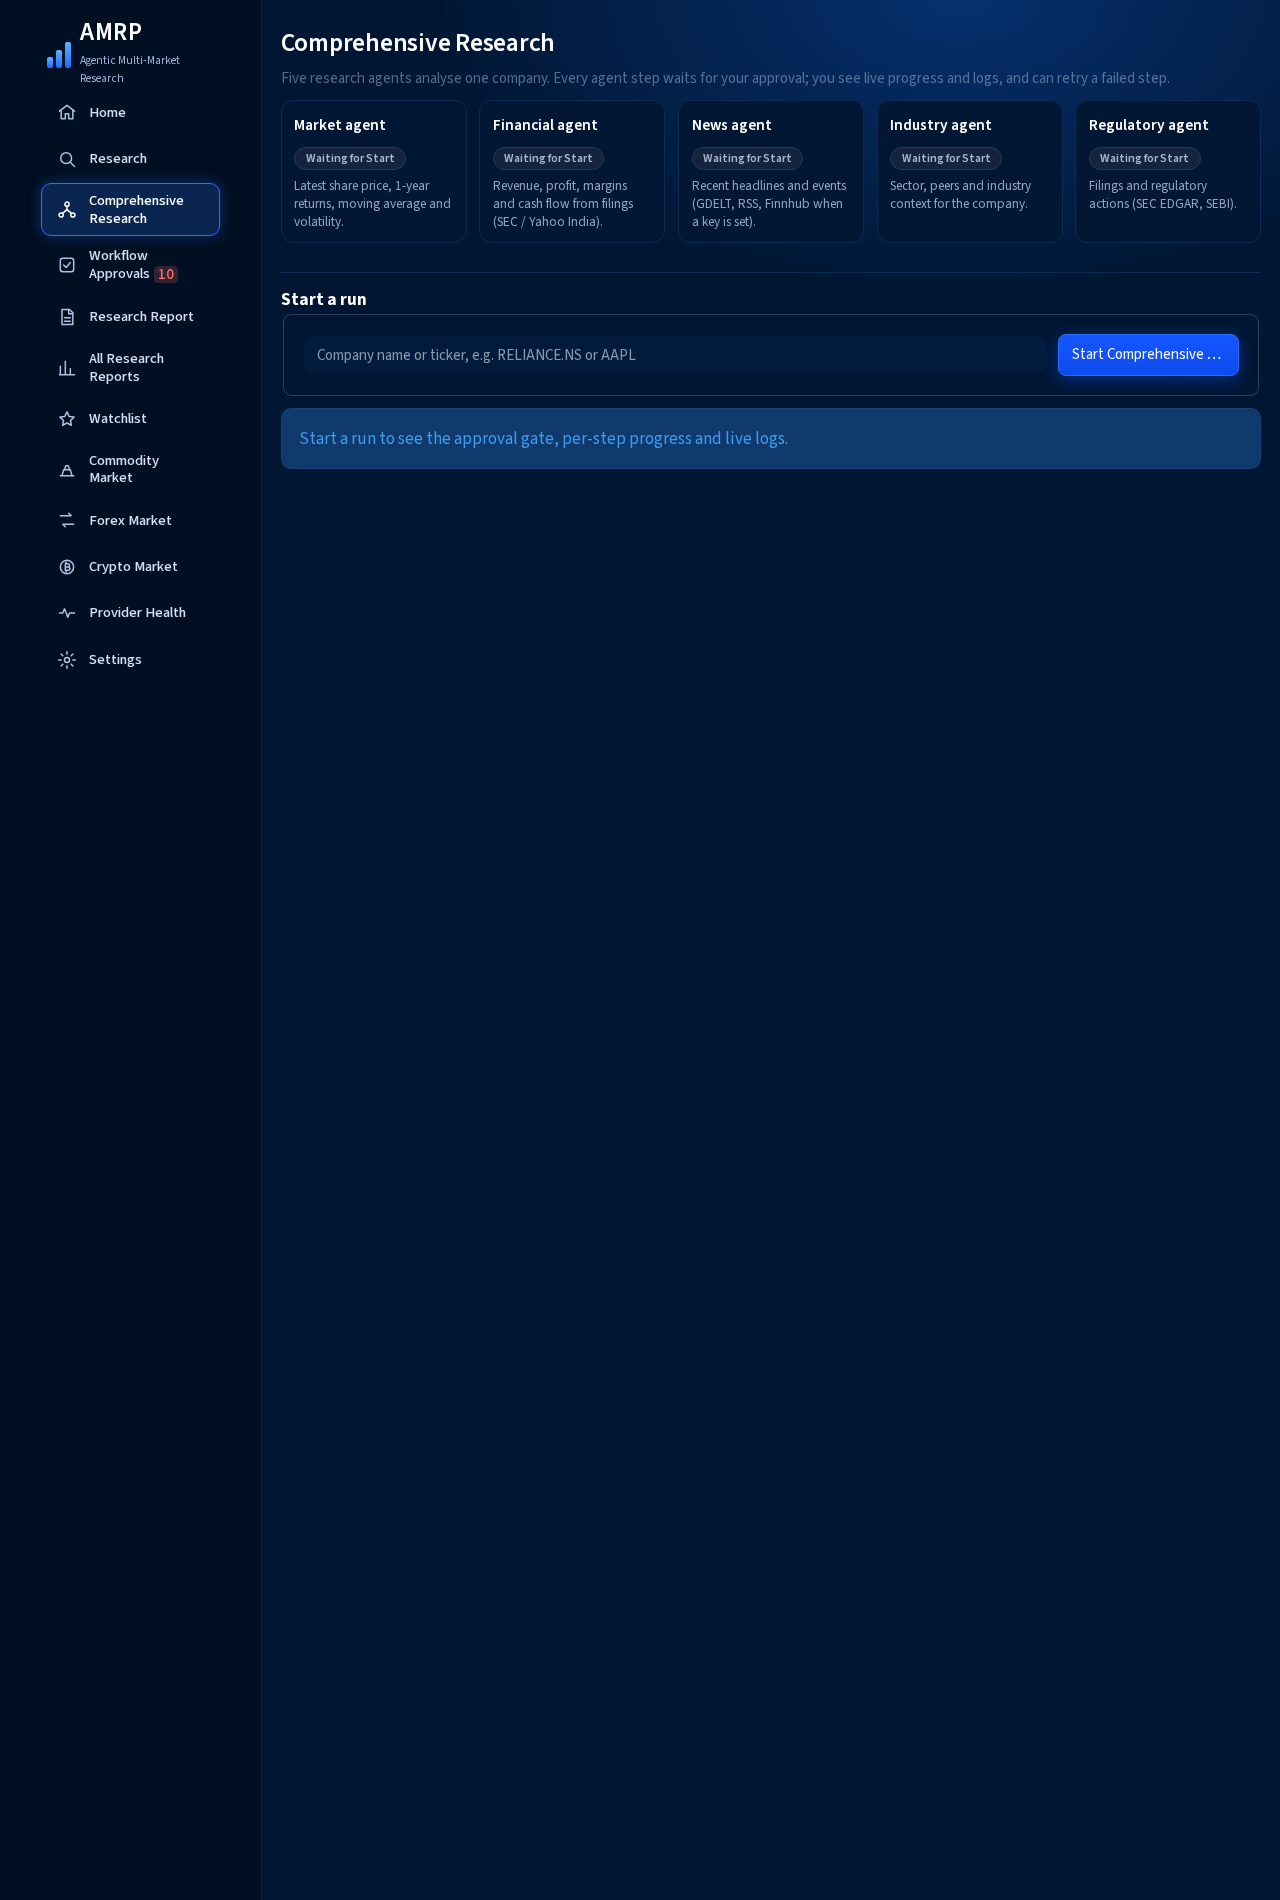 AMRP
Agentic Multi-Market
Research
Home
Research
Comprehensive
Research
Workflow
Approvals 10
Research Report
All Research
Reports
Watchlist
Commodity
Market
Forex Market
Crypto Market
Provider Health
Settings
Comprehensive Research
Five research agents analyse one company. Every agent step waits for your approval; you see live progress and logs, and can retry a failed step.
Market agent
Waiting for Start
Latest share price, 1-year
returns, moving average and
volatility.
Financial agent
Waiting for Start
Revenue, profit, margins
and cash flow from filings
(SEC / Yahoo India).
News agent
Waiting for Start
Recent headlines and events
(GDELT, RSS, Finnhub when
a key is set).
Industry agent
Waiting for Start
Sector, peers and industry
context for the company.
Regulatory agent
Waiting for Start
Filings and regulatory
actions (SEC EDGAR, SEBI).
Start a run
Company name or ticker, e.g. RELIANCE.NS or AAPL
Start Comprehensive ...
Start a run to see the approval gate, per-step progress and live logs.